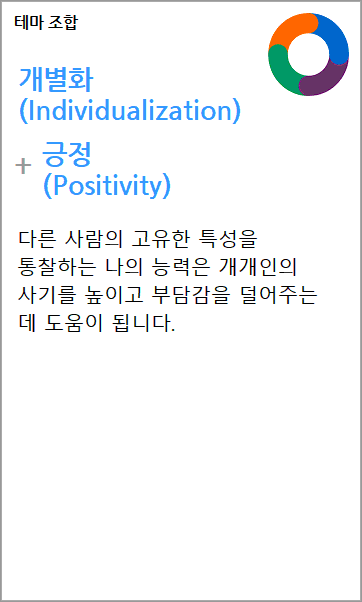 테마 조합
개별화
(Individualization)
+ 긍정
(Positivity)
다른 사람의 고유한 특성을
통찰하는 나의 능력은 개개인의
사기를 높이고 부담감을 덜어주는
데 도움이 됩니다.